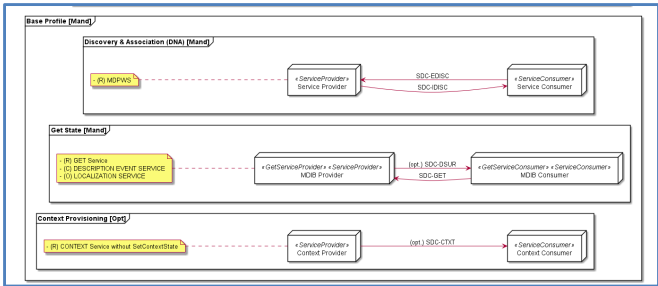 Base Profile [Mand]
Discovery & Association (DNA) [Mand]
- (R) MDPWS
«ServiceProvider»
Service Provider
SDC-EDISC
SDC-IDISC
«ServiceConsumer»
Service Consumer
Get State [Mand]
- (R) GET Service
- (C) DESCRIPTION EVENT SERVICE
- (O) LOCALIZATION SERVICE
«GetServiceProvider» «ServiceProvider»
MDIB Provider
(opt.) SDC-DSUR
SDC-GET
«GetServiceConsumer» «ServiceConsumer»
MDIB Consumer
Context Provisioning [Opt]
- (R) CONTEXT Service without SetContextState
«ServiceProvider»
Context Provider
(opt.) SDC-CTXT
«ServiceConsumer»
Context Consumer